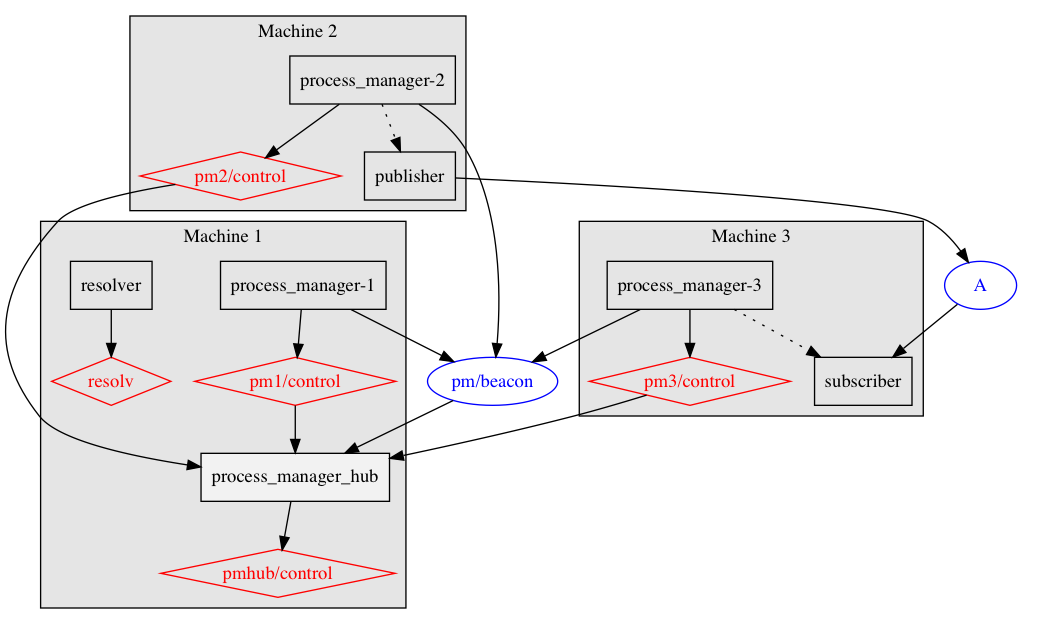 Machine 2
process_manager-2
pm2/control
publisher
Machine 1
Machine 3
resolver
process_manager-1
process_manager-3
A
resolv
pm1/control
pm/beacon
pm3/control
subscriber
process_manager_hub
pmhub/control